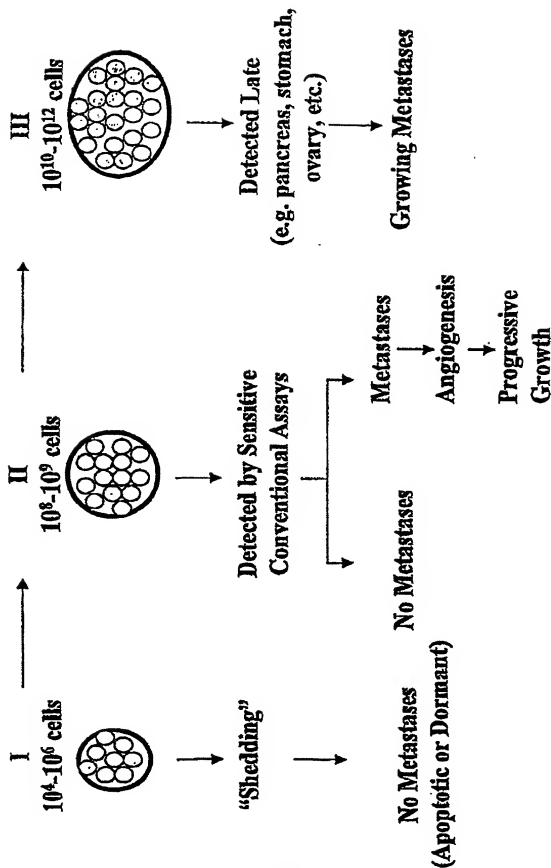 I
10⁴-10⁶ cells
"Shedding"
No Metastases
(Apoptotic or Dormant)
II
10⁸-10⁹ cells
Detected by Sensitive
Conventional Assays
No Metastases
Metastases
Angiogenesis
Progressive
Growth
III
10¹⁰-10¹² cells
Detected Late
(e.g. pancreas, stomach,
ovary, etc.)
Growing Metastases